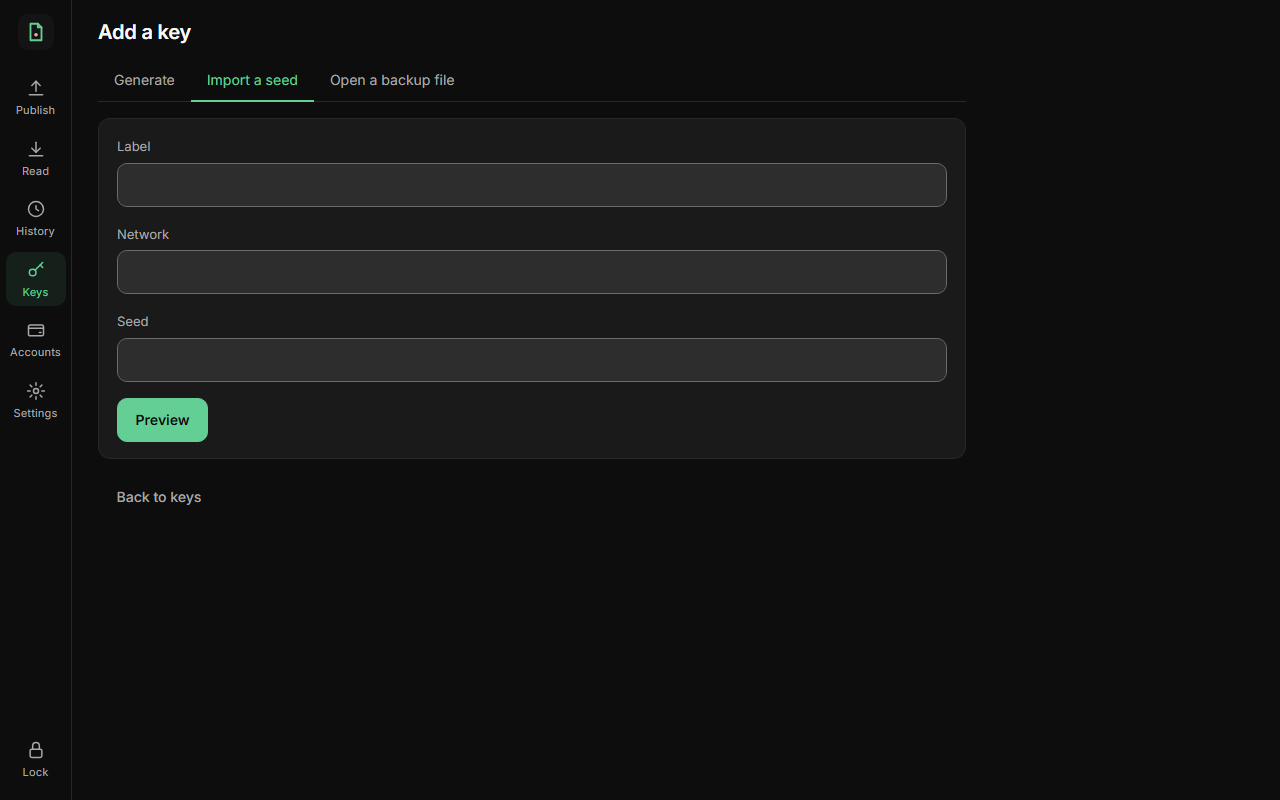 Add a key
Generate
Import a seed
Open a backup file
Label
Network
Seed
Preview
Back to keys
Publish
Read
History
Keys
Accounts
Settings
Lock